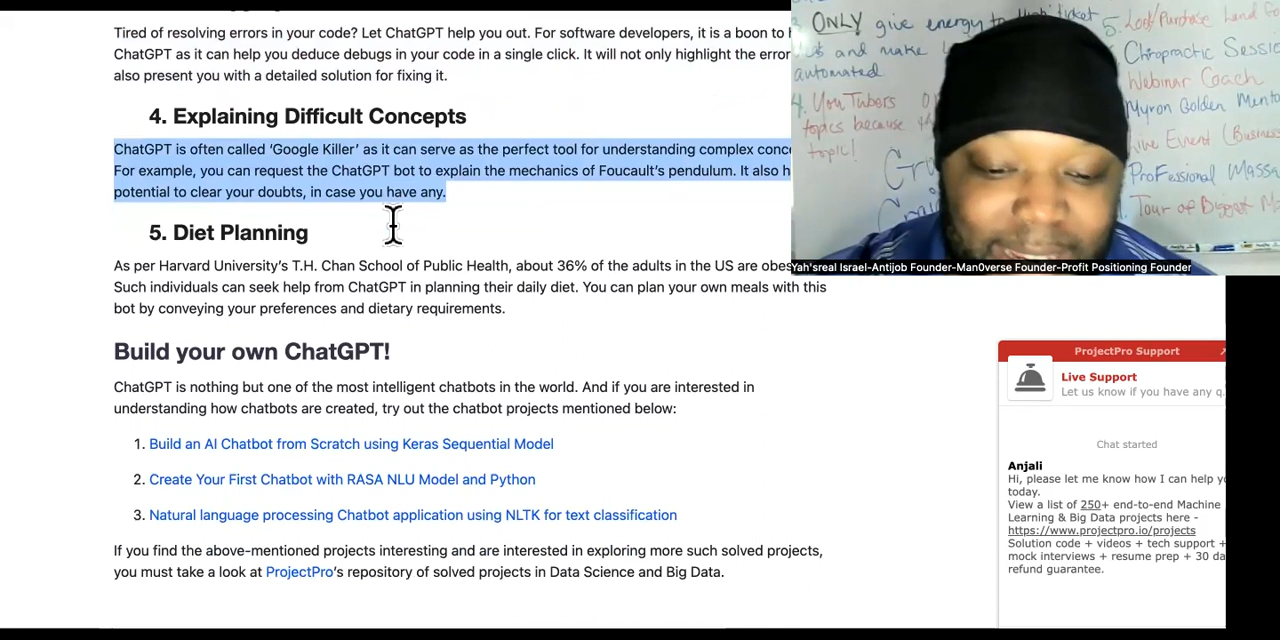 Tired of resolving errors in your code? Let ChatGPT help you out. For software developers, it is a boon to
ChatGPT as it can help you deduce debugs in your code in a single click. It will not only highlight the error
also present you with a detailed solution for fixing it.
4. Explaining Difficult Concepts
ChatGPT is often called ‘Google Killer’ as it can serve as the perfect tool for understanding complex
For example, you can request the ChatGPT bot to explain the mechanics of Foucault’s pendulum. It also
potential to clear your doubts, in case you have any.
5. Diet Planning
As per Harvard University’s T.H. Chan School of Public Health, about 36% of the adults in the US are
Such individuals can seek help from ChatGPT in planning their daily diet. You can plan your own meals with this
bot by conveying your preferences and dietary requirements.
Build your own ChatGPT!
ChatGPT is nothing but one of the most intelligent chatbots in the world. And if you are interested in
understanding how chatbots are created, try out the chatbot projects mentioned below:
1. Build an AI Chatbot from Scratch using Keras Sequential Model
2. Create Your First Chatbot with RASA NLU Model and Python
3. Natural language processing Chatbot application using NLTK for text classification
If you find the above-mentioned projects interesting and are interested in exploring more such solved projects,
you must take a look at ProjectPro’s repository of solved projects in Data Science and Big Data.
ONLY give energy to
and make
automated
4. YouTubers
topics because
topic!
5. Look/Purchase Land
Chiropractic
Webinar Coach
Myron Golden
Live Event (Business
Professional
Tour of Biggest
Yah'sreal Israel-Antijob Founder-Man0verse Founder-Profit Positioning Founder
ProjectPro Support
Live Support
Let us know if you have any q.
Chat started
Anjali
Hi, please let me know how I can help
today.
View a list of 250+ end-to-end Machine
Learning & Big Data projects here -
https://www.projectpro.io/projects
Solution code + videos + tech support +
mock interviews + resume prep + 30
refund guarantee.